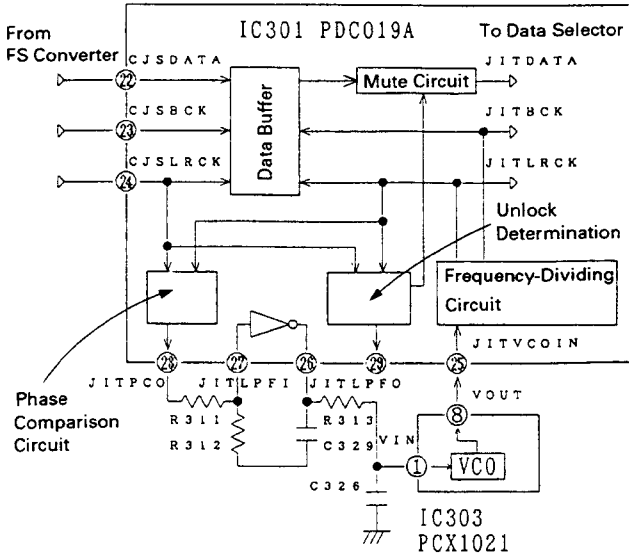 From
FS Converter
IC301 PDC019A
To Data Selector
CJSDATA
22
Mute Circuit
JITDATA
CJSBCK
23
Data Buffer
JITBCK
CJSLRCK
24
JITLRCK
Unlock
Determination
Frequency-Dividing
Circuit
JITVCOIN
28
27
26
29
25
JITPCO
JITLPFI
JITLPFO
VOUT
8
Phase
Comparison
Circuit
R311
R312
R313
C329
VIN
1
VCO
C326
IC303
PCX1021